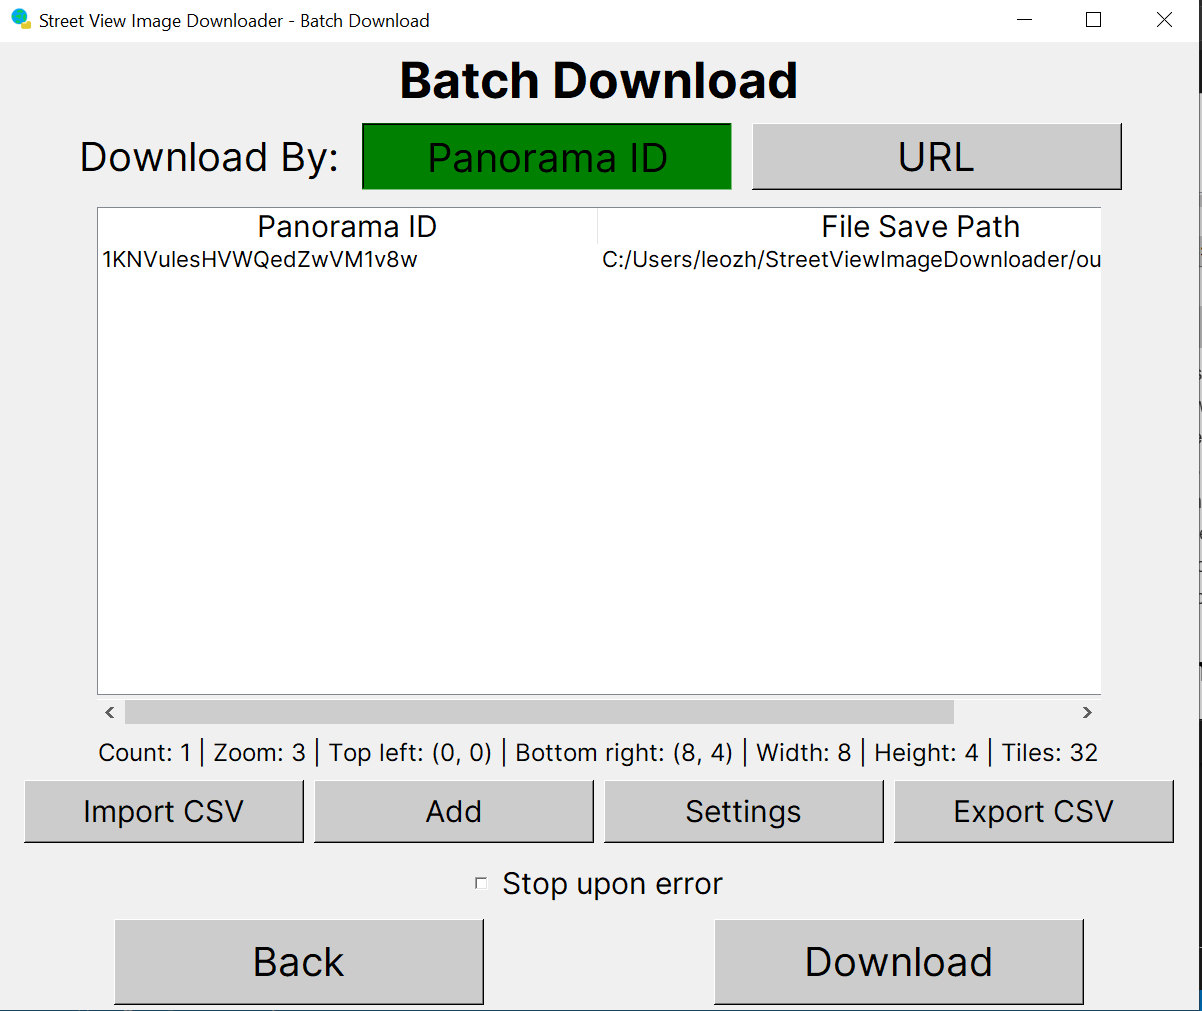 Street View Image Downloader - Batch Download
Batch Download
Download By: Panorama ID URL
Panorama ID File Save Path
1KNVulesHVWQedZwVM1v8w C:/Users/leozh/StreetViewImageDownloader/ou
Count: 1 | Zoom: 3 | Top left: (0, 0) | Bottom right: (8, 4) | Width: 8 | Height: 4 | Tiles: 32
Import CSV Add Settings Export CSV
Stop upon error
Back Download